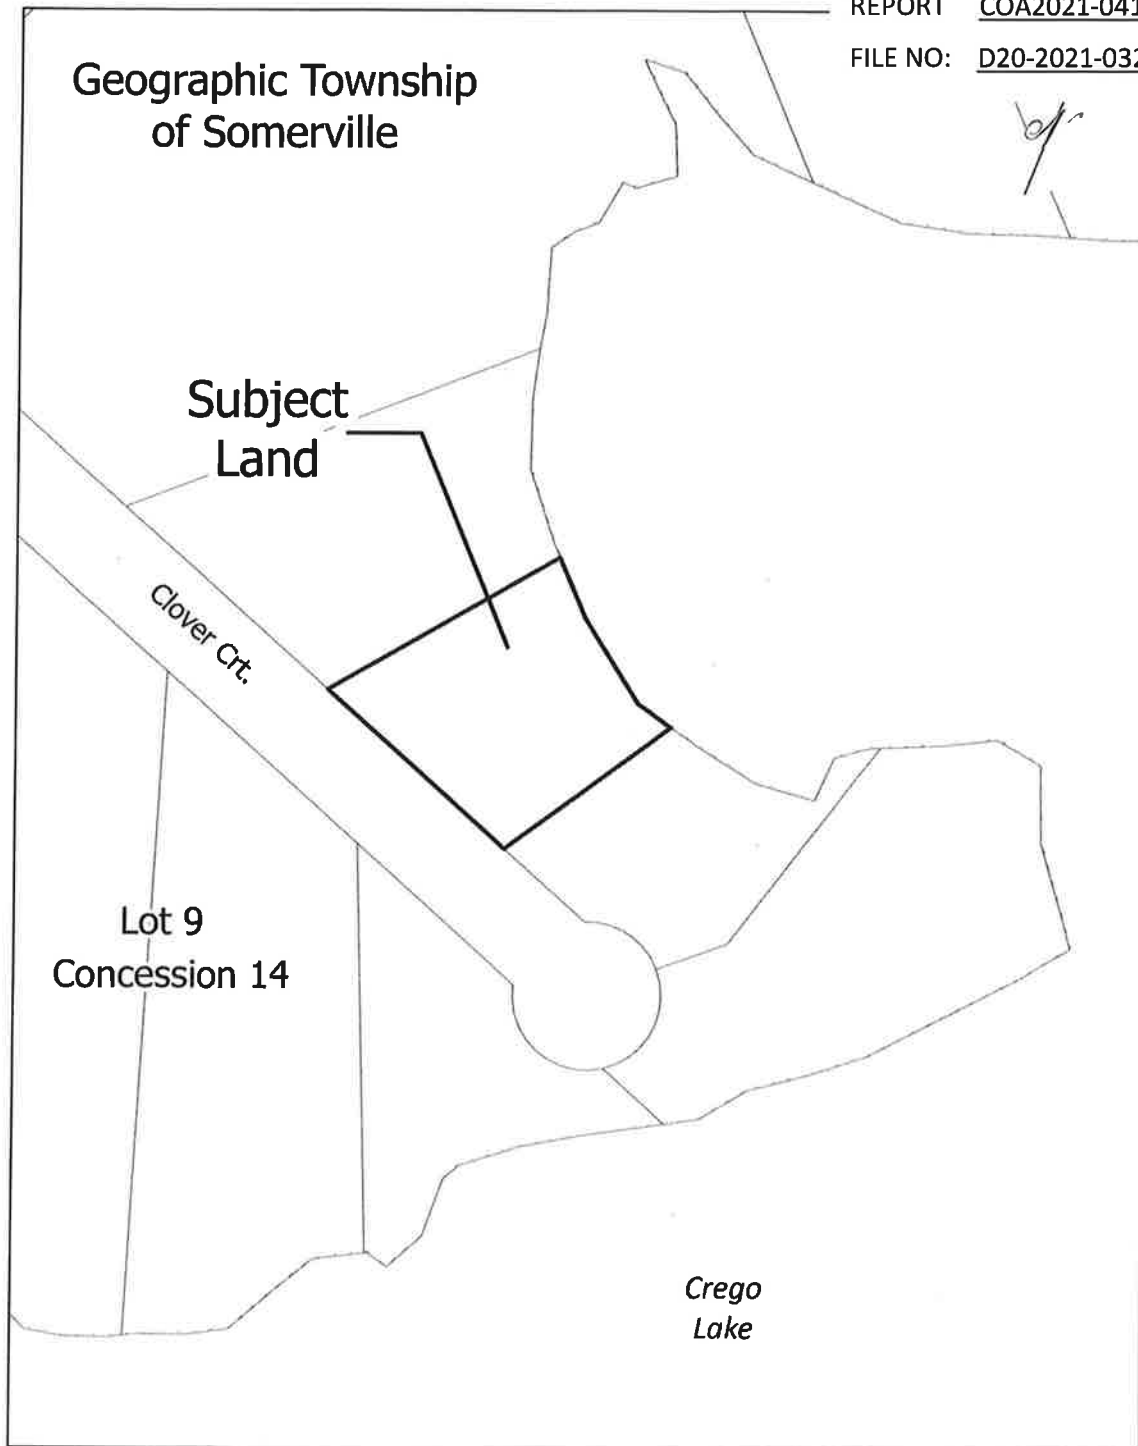 REPORT COA2021-041
FILE NO: D20-2021-032
Geographic Township
of Somerville
Subject
Land
Clover Crt.
Lot 9
Concession 14
Crego
Lake